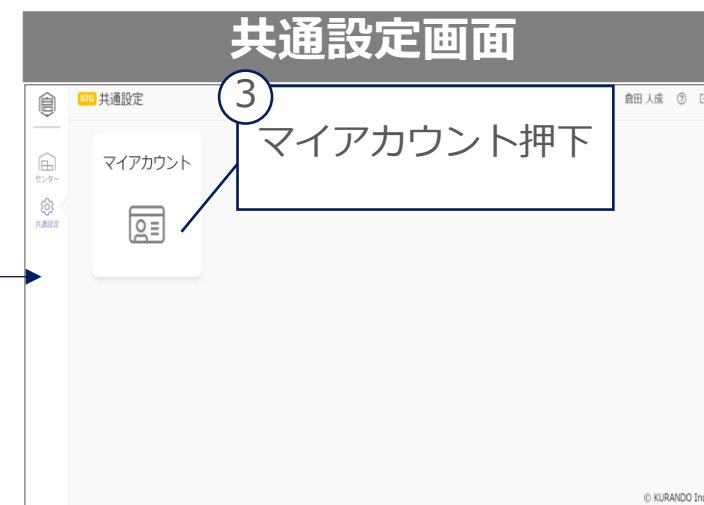 共通設定画面
STG 共通設定
倉田 人成
③
マイアカウント押下
マイアカウント
センター
共通設定
© KURANDO Inc